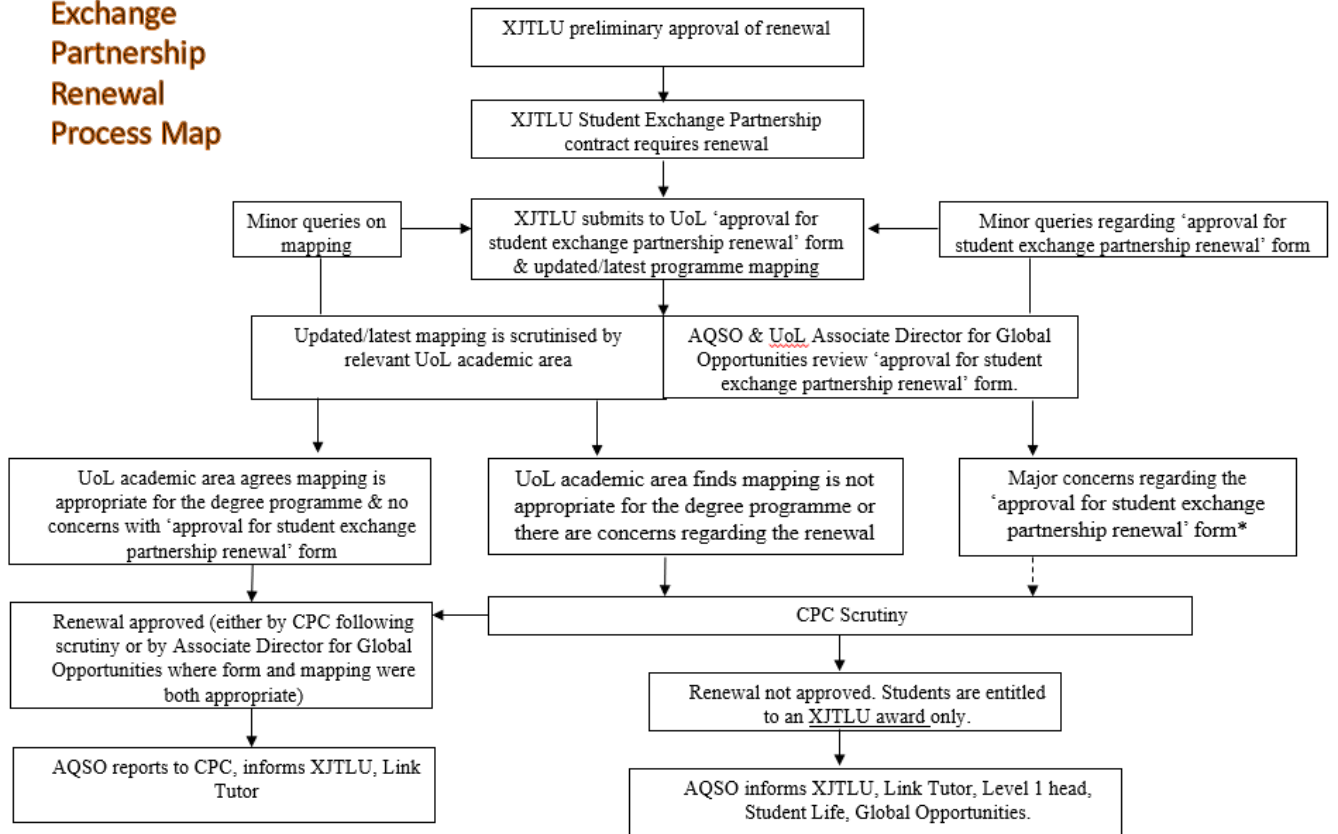 Exchange
Partnership
Renewal
Process Map
XJTLU preliminary approval of renewal
XJTLU Student Exchange Partnership
contract requires renewal
Minor queries on
mapping
XJTLU submits to UoL ‘approval for
student exchange partnership renewal’ form
& updated/latest programme mapping
Minor queries regarding ‘approval for
student exchange partnership renewal’ form
Updated/latest mapping is scrutinised by
relevant UoL academic area
AQSO & UoL Associate Director for Global
Opportunities review ‘approval for student
exchange partnership renewal’ form.
UoL academic area agrees mapping is
appropriate for the degree programme & no
concerns with ‘approval for student exchange
partnership renewal’ form
UoL academic area finds mapping is not
appropriate for the degree programme or
there are concerns regarding the renewal
Major concerns regarding the
‘approval for student exchange
partnership renewal’ form*
CPC Scrutiny
Renewal approved (either by CPC following
scrutiny or by Associate Director for Global
Opportunities where form and mapping were
both appropriate)
Renewal not approved. Students are entitled
to an XJTLU award only.
AQSO reports to CPC, informs XJTLU, Link
Tutor
AQSO informs XJTLU, Link Tutor, Level 1 head,
Student Life, Global Opportunities.